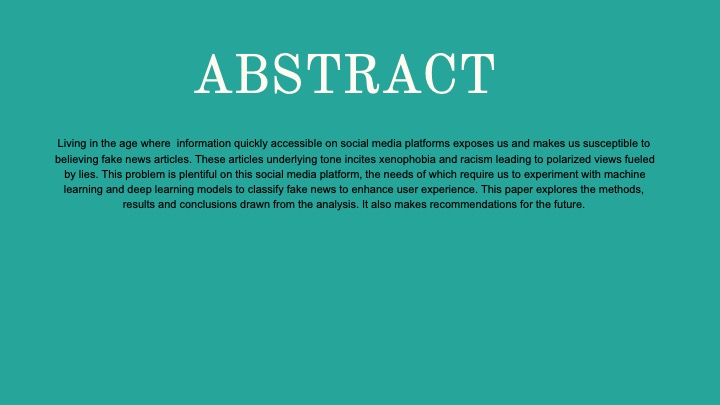 ABSTRACT
Living in the age where  information quickly accessible on social media platforms exposes us and makes us susceptible to
believing fake news articles. These articles underlying tone incites xenophobia and racism leading to polarized views fueled
by lies. This problem is plentiful on this social media platform, the needs of which require us to experiment with machine
learning and deep learning models to classify fake news to enhance user experience. This paper explores the methods,
results and conclusions drawn from the analysis. It also makes recommendations for the future.